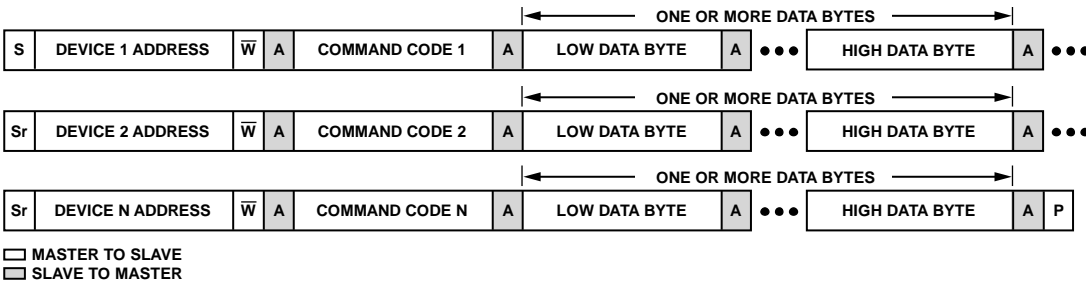 ONE OR MORE DATA BYTES
S DEVICE 1 ADDRESS W̅ A COMMAND CODE 1 A LOW DATA BYTE A ••• HIGH DATA BYTE A •••
ONE OR MORE DATA BYTES
Sr DEVICE 2 ADDRESS W̅ A COMMAND CODE 2 A LOW DATA BYTE A ••• HIGH DATA BYTE A •••
ONE OR MORE DATA BYTES
Sr DEVICE N ADDRESS W̅ A COMMAND CODE N A LOW DATA BYTE A ••• HIGH DATA BYTE A P
MASTER TO SLAVE
SLAVE TO MASTER